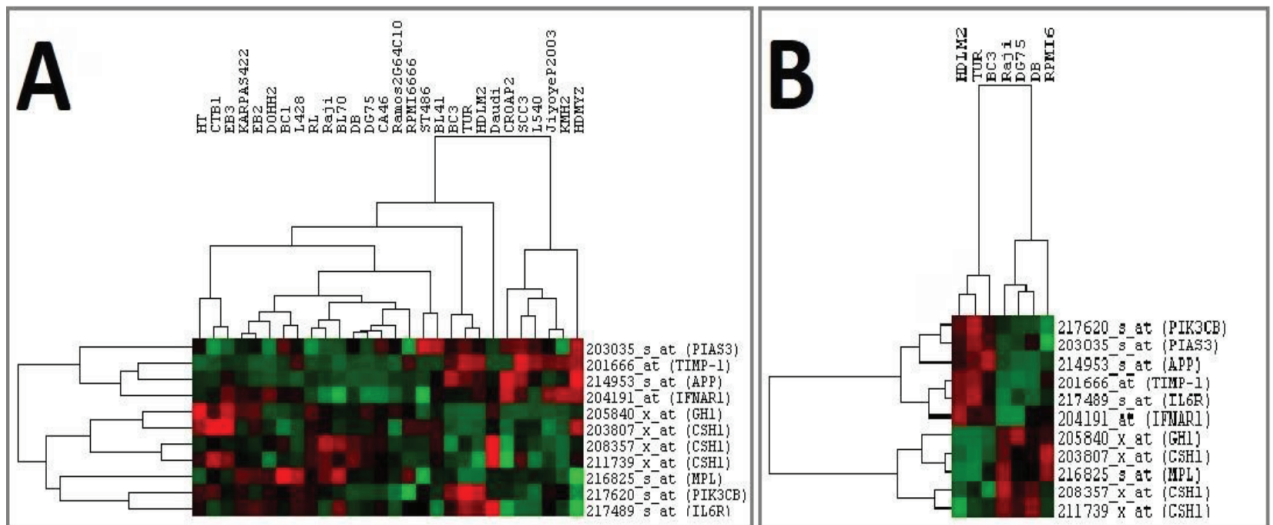 A
HT
CTB1
EB3
KARPAS422
EB2
DOHH2
BC1
L428
RL
Raji
BL70
DB
DG75
CA46
Ramos2G64C10
RPMI6666
ST486
BL41
BC3
TUR
HDLM2
Daudi
CROAP2
SCC3
L540
JiyoyeP2003
KMH2
HDMYZ
203035_s_at (PIAS3)
201666_at (TIMP-1)
214953_s_at (APP)
204191_at (IFNAR1)
205840_x_at (GH1)
203807_x_at (CSH1)
208357_x_at (CSH1)
211739_x_at (CSH1)
216825_s_at (MPL)
217620_s_at (PIK3CB)
217489_s_at (IL6R)
B
HDLM2
TUR
BC3
Raji
DG75
DB
RPMI6
217620_s_at (PIK3CB)
203035_s_at (PIAS3)
214953_s_at (APP)
201666_at (TIMP-1)
217489_s_at (IL6R)
204191_at (IFNAR1)
205840_x_at (GH1)
203807_x_at (CSH1)
216825_s_at (MPL)
208357_x_at (CSH1)
211739_x_at (CSH1)